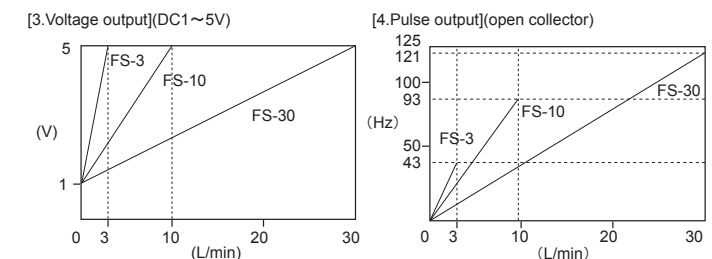 [3.Voltage output](DC1～5V)
5
FS-3
FS-10
FS-30
(V)
1
0 3 10 20 30
(L/min)
[4.Pulse output](open collector)
125
121
100
93
(Hz)
50
43
FS-3
FS-10
FS-30
0 3 10 20 30
(L/min)